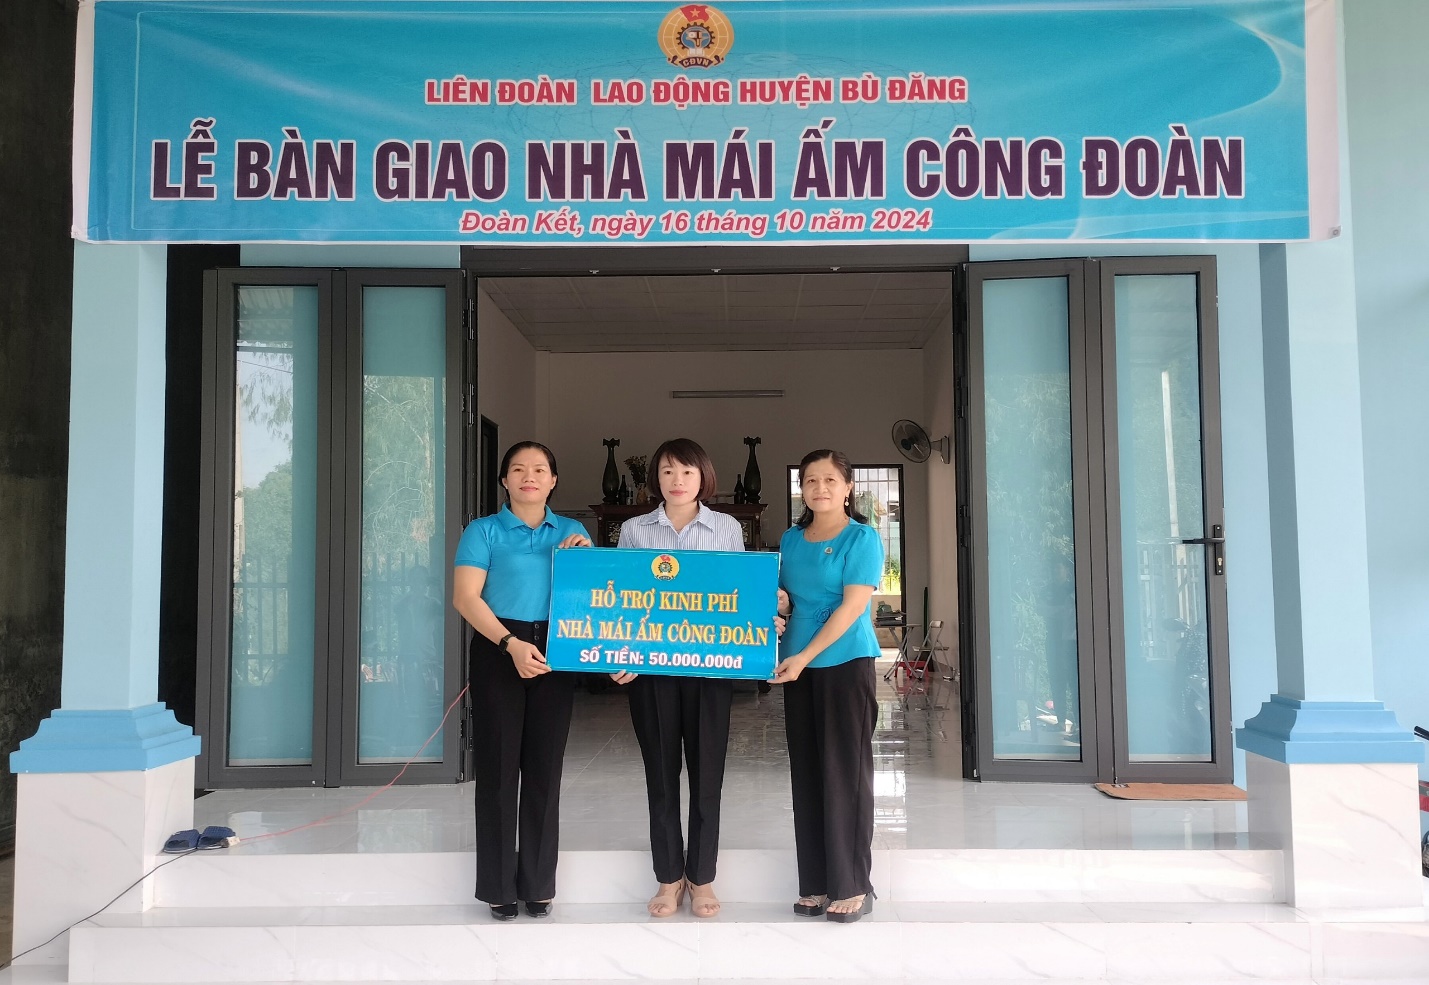 CĐVN
LIÊN ĐOÀN LAO ĐỘNG HUYỆN BÙ ĐĂNG
LỄ BÀN GIAO NHÀ MÁI ẤM CÔNG ĐOÀN
Đoàn Kết, ngày 16 tháng 10 năm 2024
HỖ TRỢ KINH PHÍ
NHÀ MÁI ẤM CÔNG ĐOÀN
SỐ TIỀN: 50.000.000đ